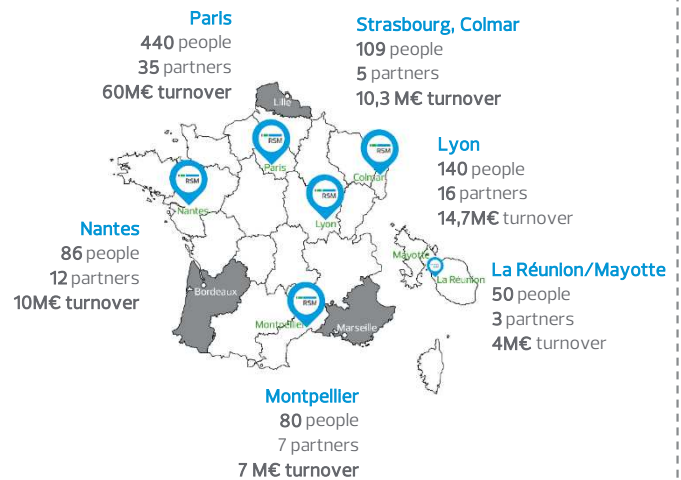 Paris
440 people
35 partners
60M€ turnover
Strasbourg, Colmar
109 people
5 partners
10,3 M€ turnover
Lille
RSM
Paris
RSM
Colmar
Lyon
140 people
16 partners
14,7M€ turnover
RSM
Nantes
RSM
Lyon
Nantes
86 people
12 partners
10M€ turnover
Mayotte
La Réunion
La Réunion/Mayotte
50 people
3 partners
4M€ turnover
Bordeaux
RSM
Montpellier
Marseille
Montpellier
80 people
7 partners
7 M€ turnover